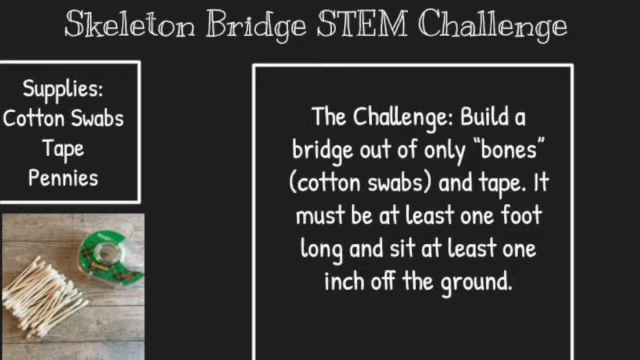 Skeleton Bridge STEM Challenge
Supplies:
Cotton Swabs
Tape
Pennies
The Challenge: Build a
bridge out of only "bones"
(cotton swabs) and tape. It
must be at least one foot
long and sit at least one
inch off the ground.